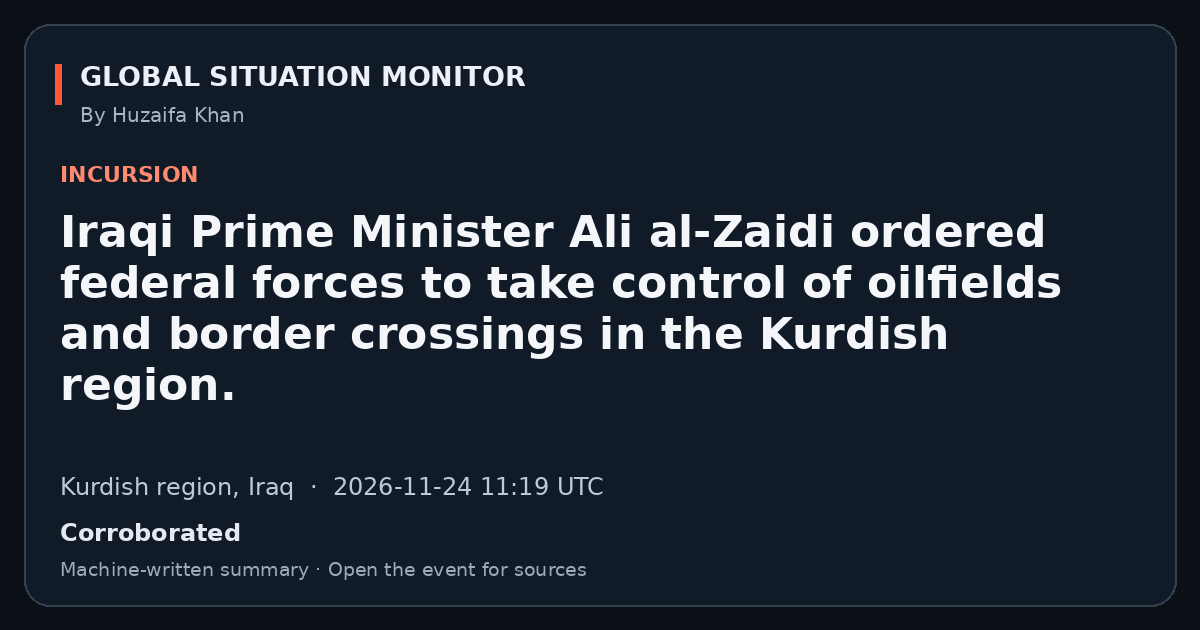 GLOBAL SITUATION MONITOR
By Huzaifa Khan
INCURSION
Iraqi Prime Minister Ali al-Zaidi ordered
federal forces to take control of oilfields
and border crossings in the Kurdish
region.
Kurdish region, Iraq · 2026-11-24 11:19 UTC
Corroborated
Machine-written summary · Open the event for sources